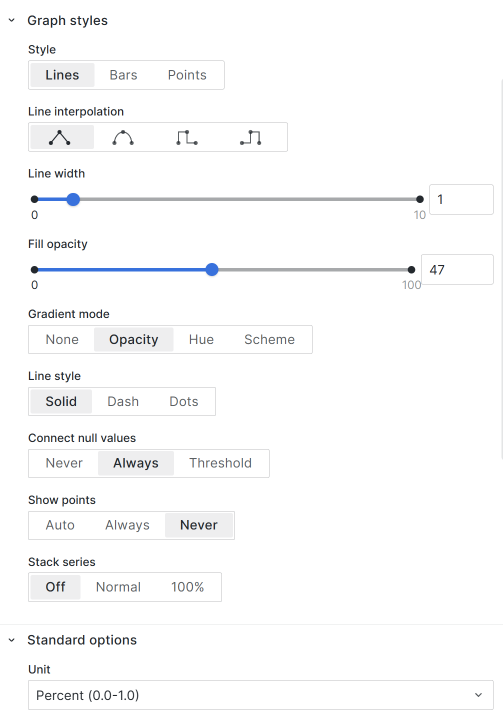 Graph styles
Style
Lines Bars Points
Line interpolation
Line width
1
0 10
Fill opacity
47
0 100
Gradient mode
None Opacity Hue Scheme
Line style
Solid Dash Dots
Connect null values
Never Always Threshold
Show points
Auto Always Never
Stack series
Off Normal 100%
Standard options
Unit
Percent (0.0-1.0)